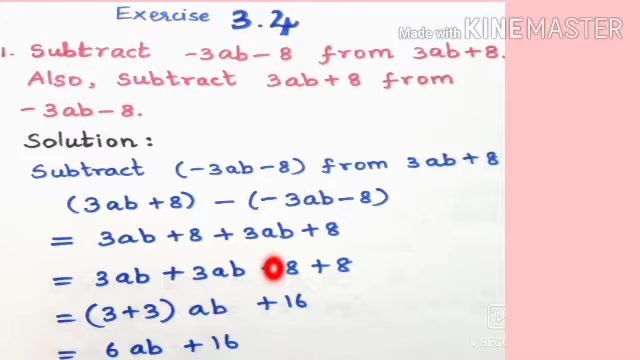 Exercise 3.4
Made with KINEMASTER
1. Subtract -3ab-8 from 3ab+8.
Also, Subtract 3ab+8 from
-3ab-8.
Solution:
Subtract (-3ab-8) from 3ab+8
(3ab+8) - (-3ab-8)
= 3ab+8+3ab+8
= 3ab+3ab 8+8
= (3+3) ab +16
= 6ab +16